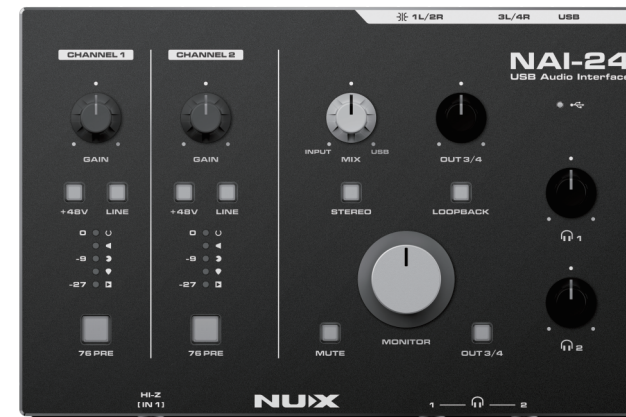 1L/2R 3L/4R USB
CHANNEL 1 CHANNEL 2
NAI-24
USB Audio Interface
GAIN GAIN
INPUT USB
MIX
OUT 3/4
+48V LINE +48V LINE
STEREO LOOPBACK
0 0
-9 -9
-27 -27
1
MONITOR
76 PRE 76 PRE
MUTE OUT 3/4
2
HI-Z
[IN 1]
NUX
1 2